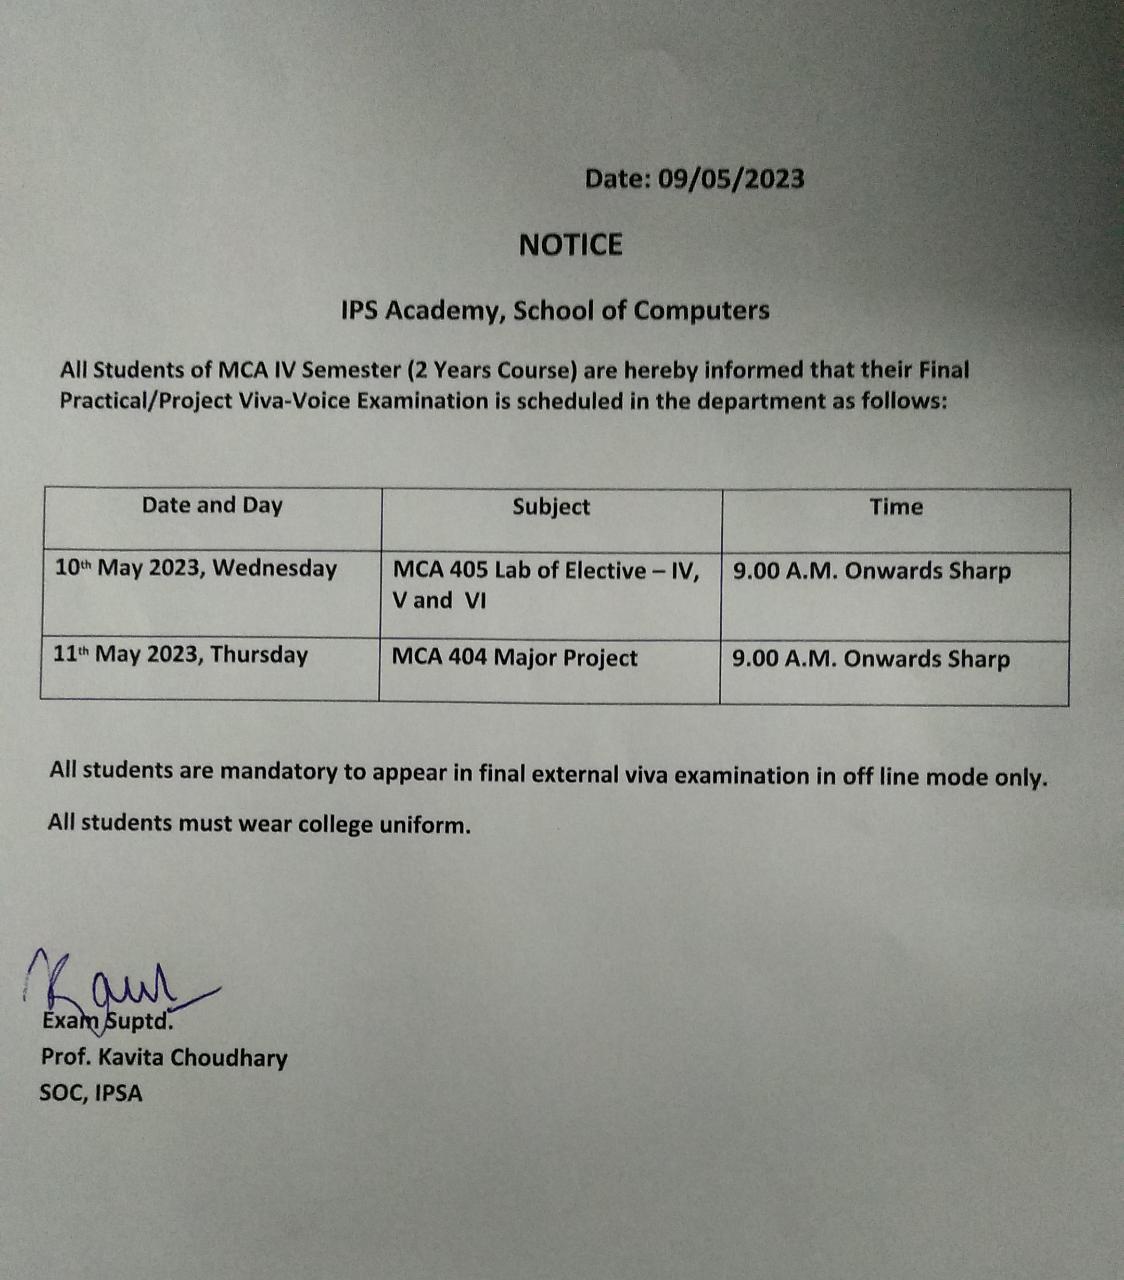 Date: 09/05/2023
NOTICE
IPS Academy, School of Computers
All Students of MCA IV Semester (2 Years Course) are hereby informed that their Final
Practical/Project Viva-Voice Examination is scheduled in the department as follows:
Date and Day Subject Time
10th May 2023, Wednesday MCA 405 Lab of Elective – IV, 9.00 A.M. Onwards Sharp
V and VI
11th May 2023, Thursday MCA 404 Major Project 9.00 A.M. Onwards Sharp
All students are mandatory to appear in final external viva examination in off line mode only.
All students must wear college uniform.
Exam Suptd.
Prof. Kavita Choudhary
SOC, IPSA